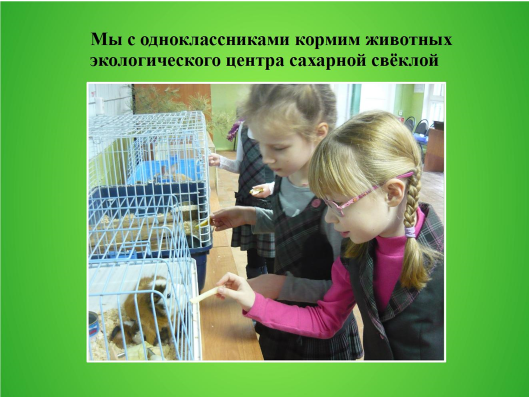 Мы с одноклассниками кормим животных
экологического центра сахарной свёклой